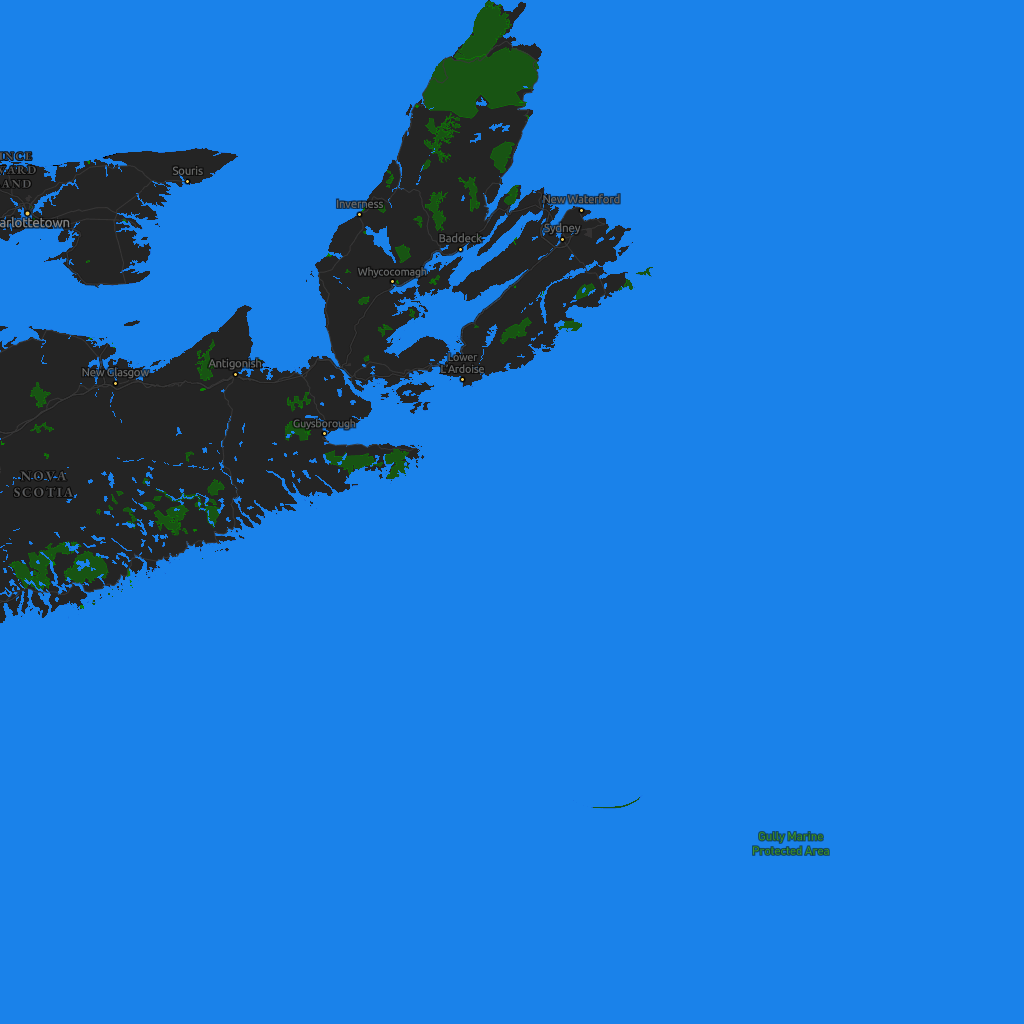 INCE
WARD
LAND
Souris
arlottetown
Inverness
New Waterford
Sydney
Baddeck
Whycocomagh
Lower
L'Ardoise
New Glasgow
Antigonish
Guysborough
NOVA
SCOTIA
Gully Marine
Protected Area